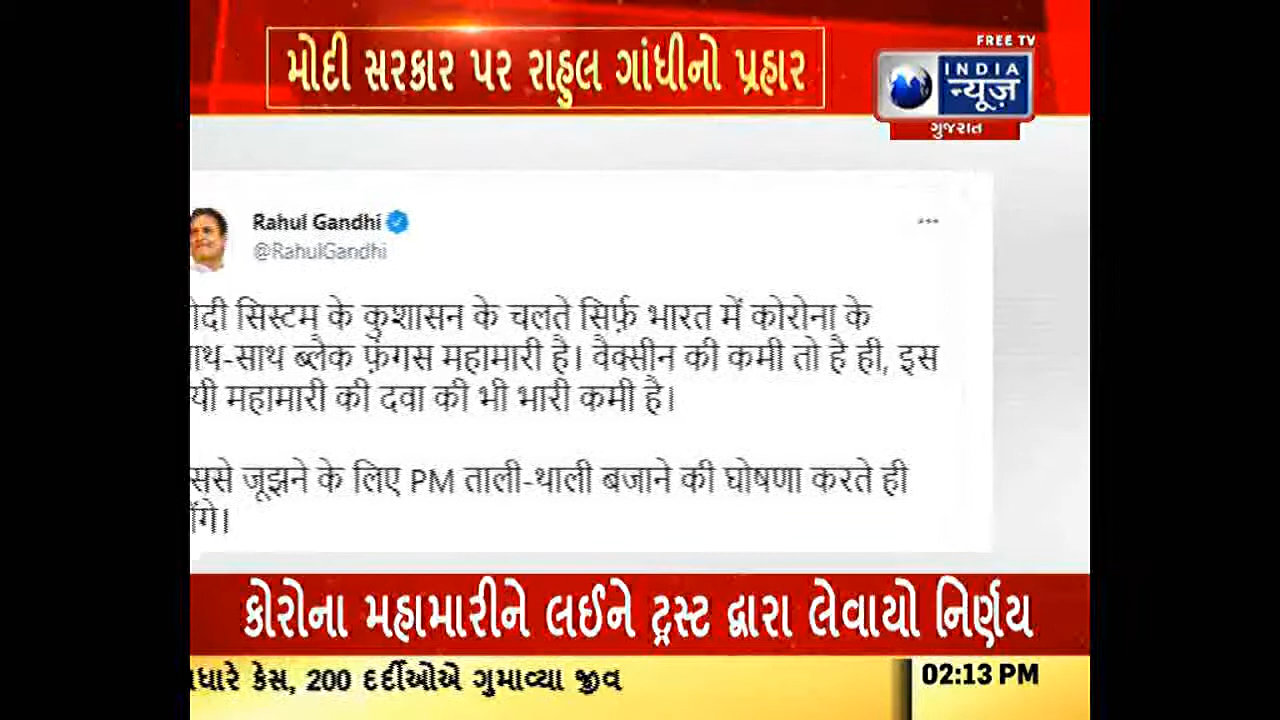 FREE TV
મોદી સરકાર પર રાહુલ ગાંધીનો પ્રહાર
INDIA
न्यूज़
ગુજરાત
Rahul Gandhi
@RahulGandhi
सिस्टम के कुशासन के चलते सिर्फ़ भारत में कोरोना के
ब्लैक फ़ंगस महामारी है। वैक्सीन की कमी तो है ही, इस
महामारी की दवा की भी भारी कमी है।
जूझने के लिए PM ताली-थाली बजाने की घोषणा करते ही
કોરોના મહામારીને લઈને ટ્રસ્ટ દ્વારા લેવાયો નિર્ણય
કેસ, 200 દર્દીઓએ ગુમાવ્યા જીવ
02:13 PM